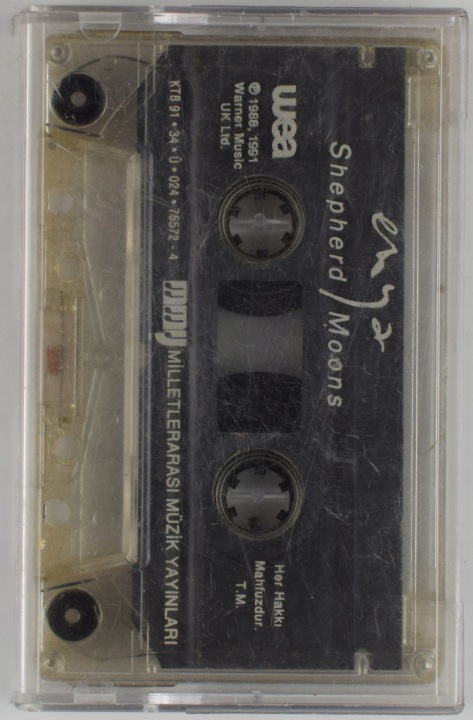 enya
Shepherd Moons
wea
℗ 1988, 1991
Warner Music
UK Ltd.
Her Hakkı
Mahfuzdur.
T.M.
mmy MİLLETLERARASI MÜZİK YAYINLARI
KTB 91 • 34 • Ü • 024 • 75572 - 4